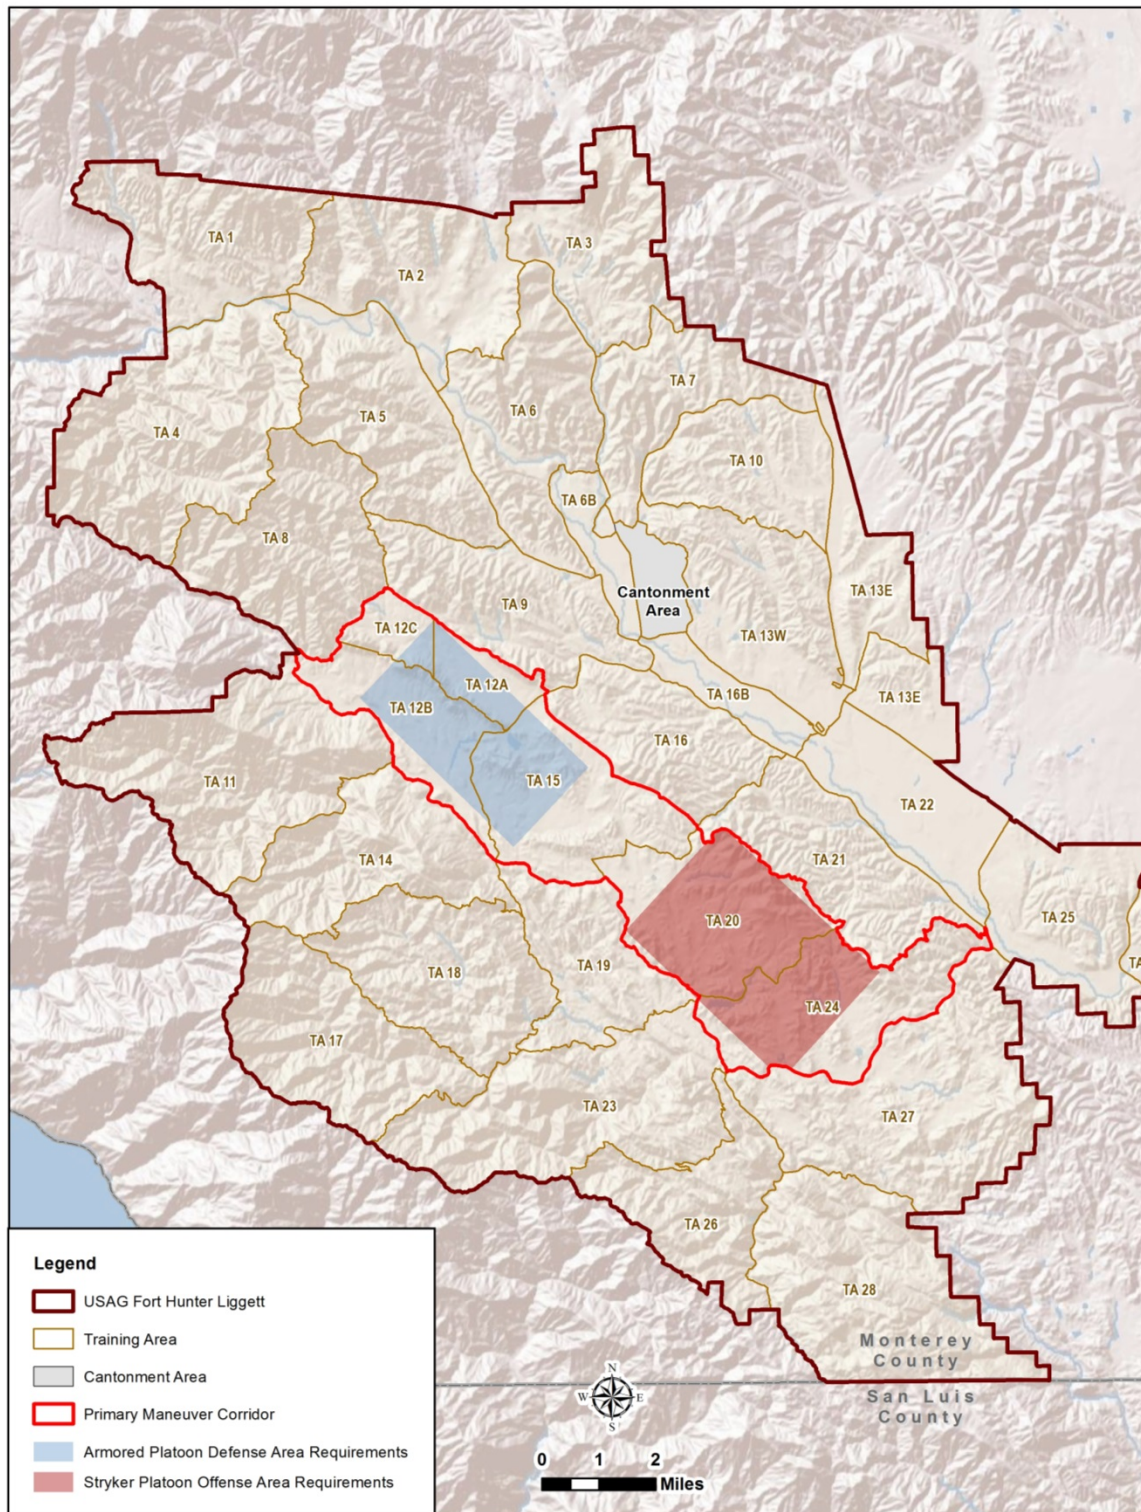 TA 1
TA 2
TA 3
TA 4
TA 5
TA 6
TA 7
TA 10
TA 6B
TA 8
TA 9
Cantonment
Area
TA 13E
TA 13W
TA 12C
TA 12A
TA 12B
TA 16B
TA 13E
TA 16
TA 11
TA 15
TA 22
TA 14
TA 21
TA 20
TA 25
TA 18
TA 19
TA
TA 24
TA 17
TA 23
TA 27
TA 26
TA 28
Monterey
County
San Luis
County
Legend
USAG Fort Hunter Liggett
Training Area
Cantonment Area
Primary Maneuver Corridor
Armored Platoon Defense Area Requirements
Stryker Platoon Offense Area Requirements
N
W E
S
0 1 2
Miles